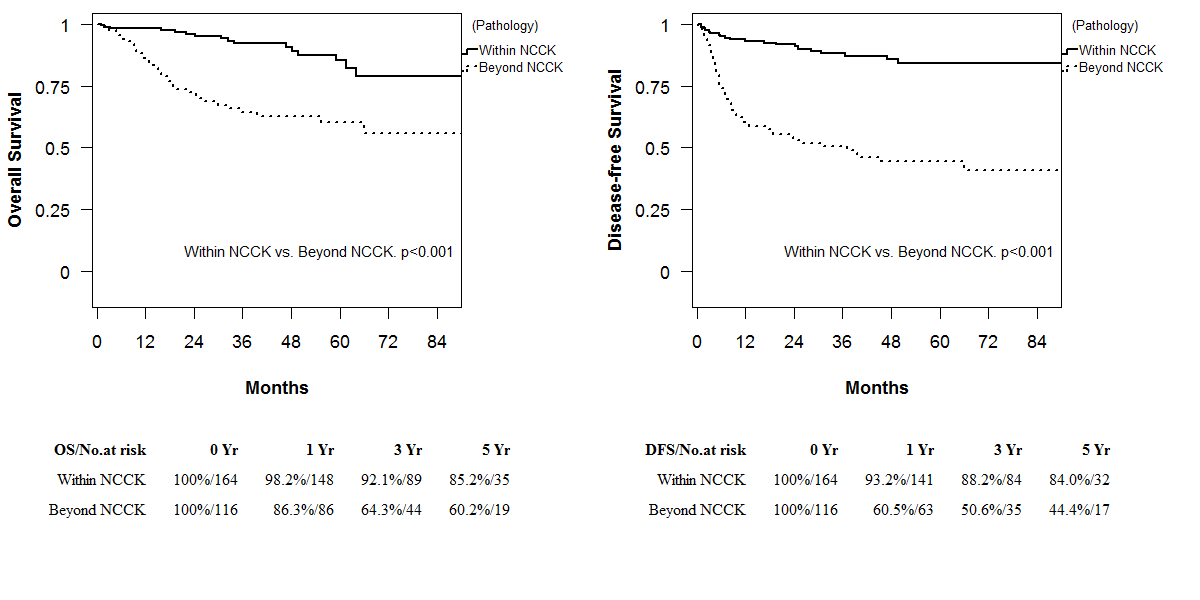 (Pathology)
Within NCCK
Beyond NCCK
1
0.75
0.5
0.25
0
Overall Survival
Within NCCK vs. Beyond NCCK. p<0.001
0 12 24 36 48 60 72 84
Months
OS/No.at risk 0 Yr 1 Yr 3 Yr 5 Yr
Within NCCK 100%/164 98.2%/148 92.1%/89 85.2%/35
Beyond NCCK 100%/116 86.3%/86 64.3%/44 60.2%/19
(Pathology)
Within NCCK
Beyond NCCK
1
0.75
0.5
0.25
0
Disease-free Survival
Within NCCK vs. Beyond NCCK. p<0.001
0 12 24 36 48 60 72 84
Months
DFS/No.at risk 0 Yr 1 Yr 3 Yr 5 Yr
Within NCCK 100%/164 93.2%/141 88.2%/84 84.0%/32
Beyond NCCK 100%/116 60.5%/63 50.6%/35 44.4%/17